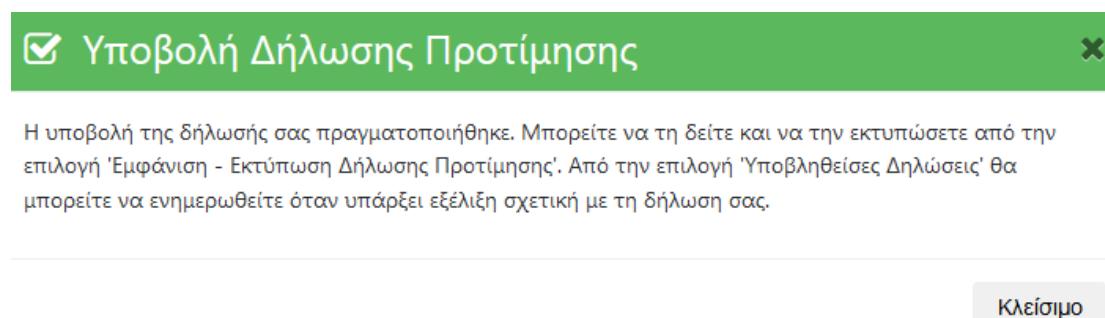 Υποβολή Δήλωσης Προτίμησης
Η υποβολή της δήλωσής σας πραγματοποιήθηκε. Μπορείτε να τη δείτε και να την εκτυπώσετε από την
επιλογή 'Εμφάνιση - Εκτύπωση Δήλωσης Προτίμησης'. Από την επιλογή 'Υποβληθείσες Δηλώσεις' θα
μπορείτε να ενημερωθείτε όταν υπάρξει εξέλιξη σχετική με τη δήλωση σας.
Κλείσιμο